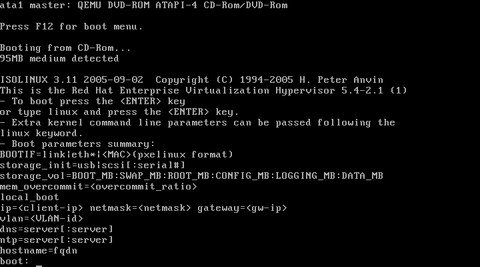 ata1 master: QEMU DVD-ROM ATAPI-4 CD-Rom/DVD-Rom
Press F12 for boot menu.
Booting from CD-Rom...
95MB medium detected
ISOLINUX 3.11 2005-09-02  Copyright (C) 1994-2005 H. Peter Anvin
This is the Red Hat Enterprise Virtualization Hypervisor 5.4-2.1 (1)
- To boot press the <ENTER> key
or type linux and press the <ENTER> key.
- Extra kernel command line parameters can be passed following the
linux keyword.
- Boot parameters summary:
BOOTIF=link|eth*|<MAC>(pxelinux format)
storage_init=usb|scsi[:serial#]
storage_vol=BOOT_MB:SWAP_MB:ROOT_MB:CONFIG_MB:LOGGING_MB:DATA_MB
mem_overcommit=<overcommit_ratio>
local_boot
ip=<client-ip> netmask=<netmask> gateway=<gw-ip>
vlan=<VLAN-id>
dns=server[:server]
ntp=server[:server]
hostname=fqdn
boot: _